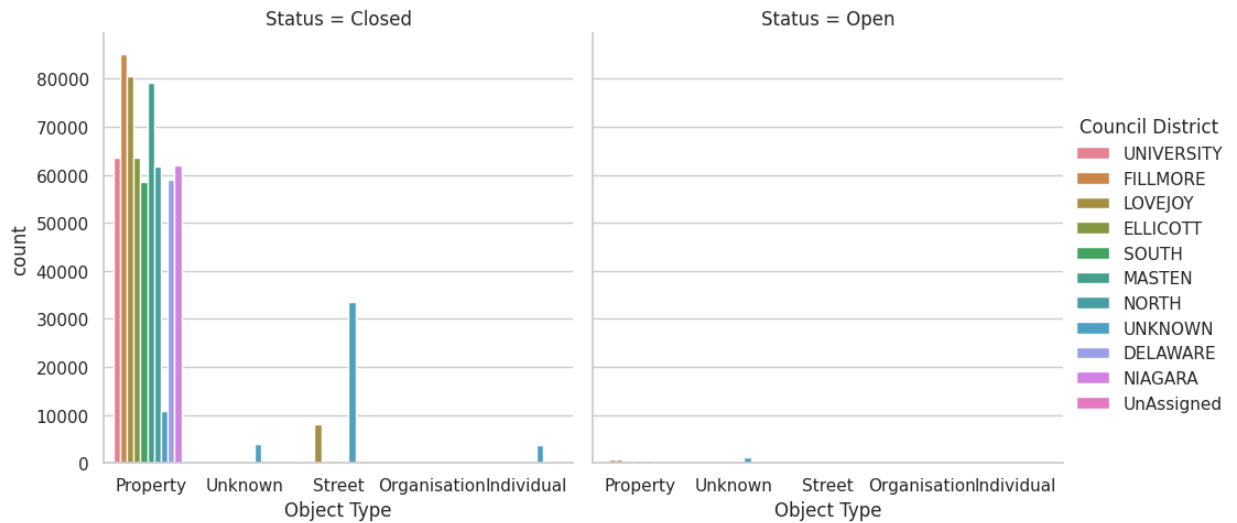 Status = Closed
Status = Open
80000
70000
60000
50000
40000
30000
20000
10000
0
count
Property
Unknown
Street
Organisation
Individual
Object Type
Property
Unknown
Street
Organisation
Individual
Object Type
Council District
UNIVERSITY
FILLMORE
LOVEJOY
ELLICOTT
SOUTH
MASTEN
NORTH
UNKNOWN
DELAWARE
NIAGARA
UnAssigned